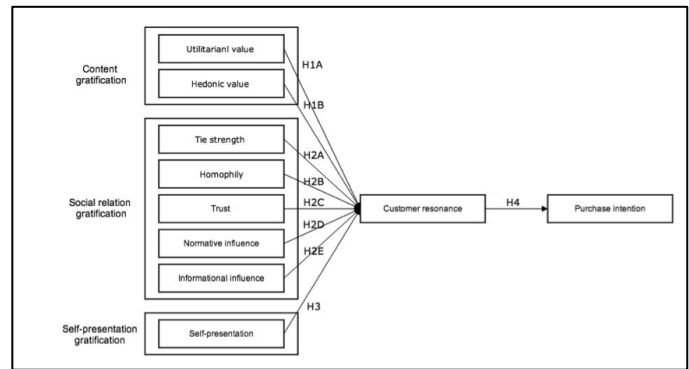 Utilitarianl value
H1A
Content
gratification
Hedonic value
H1B
Tie strength
H2A
Homophily
H2B
Social relation
gratification
Trust
H2C
Customer resonance
H4
Purchase intention
H2D
Normative influence
H2E
Informational influence
H3
Self-presentation
gratification
Self-presentation